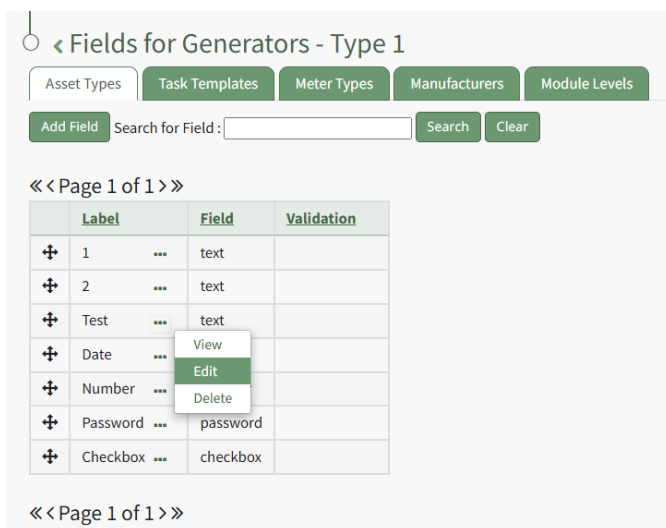 Fields for Generators - Type 1
Asset Types Task Templates Meter Types Manufacturers Module Levels
Add Field Search for Field : Search Clear
Page 1 of 1
Label Field Validation
1 ... text
2 ... text
Test ... text
View
Date ...
Edit
Number ...
Delete
Password ... password
Checkbox ... checkbox
Page 1 of 1